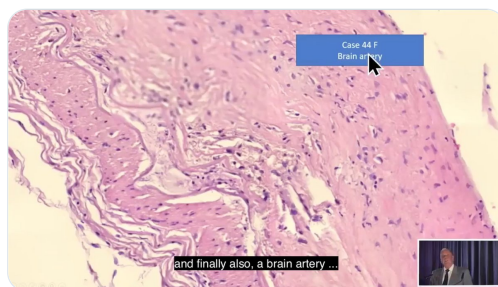 Case 44 F
Brain artery
and finally also, a brain artery ...